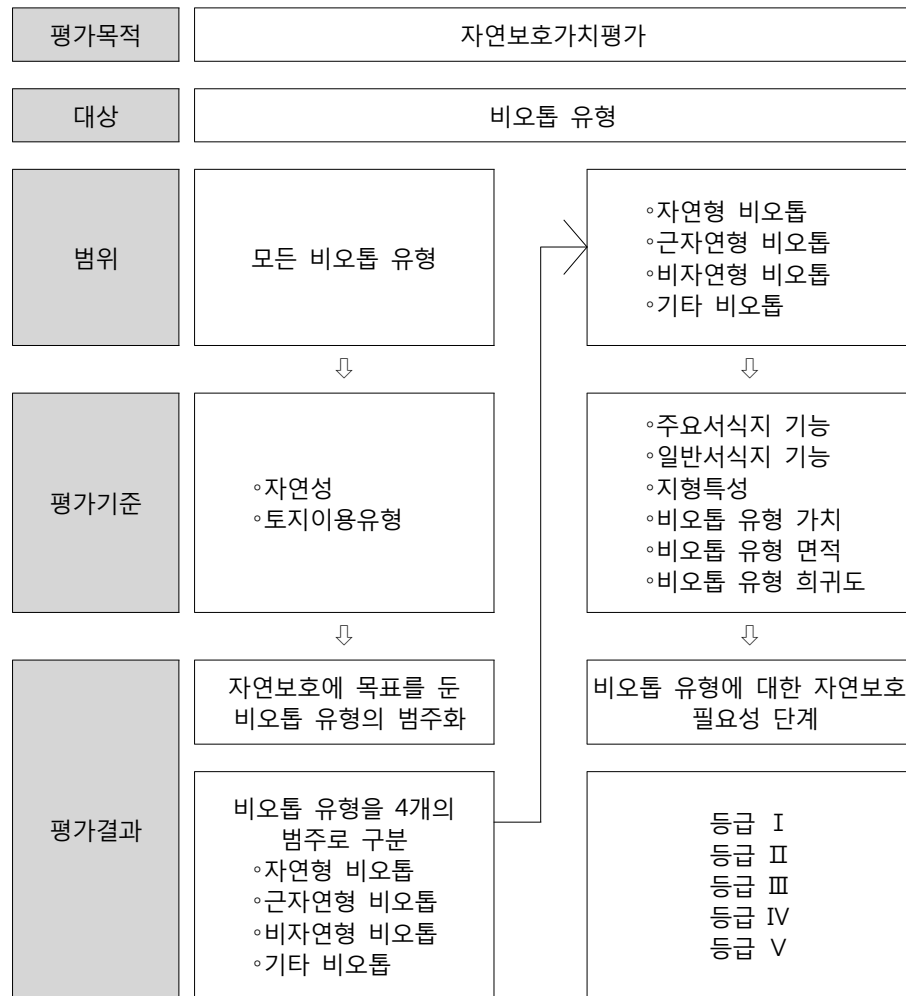 평가목적
자연보호가치평가
대상
비오톱 유형
범위
모든 비오톱 유형
◦자연형 비오톱
◦근자연형 비오톱
◦비자연형 비오톱
◦기타 비오톱
⇩
⇩
평가기준
◦자연성
◦토지이용유형
◦주요서식지 기능
◦일반서식지 기능
◦지형특성
◦비오톱 유형 가치
◦비오톱 유형 면적
◦비오톱 유형 희귀도
⇩
⇩
평가결과
자연보호에 목표를 둔
비오톱 유형의 범주화
비오톱 유형을 4개의
범주로 구분
◦자연형 비오톱
◦근자연형 비오톱
◦비자연형 비오톱
◦기타 비오톱
비오톱 유형에 대한 자연보호
필요성 단계
등급 Ⅰ
등급 Ⅱ
등급 Ⅲ
등급 Ⅳ
등급 Ⅴ